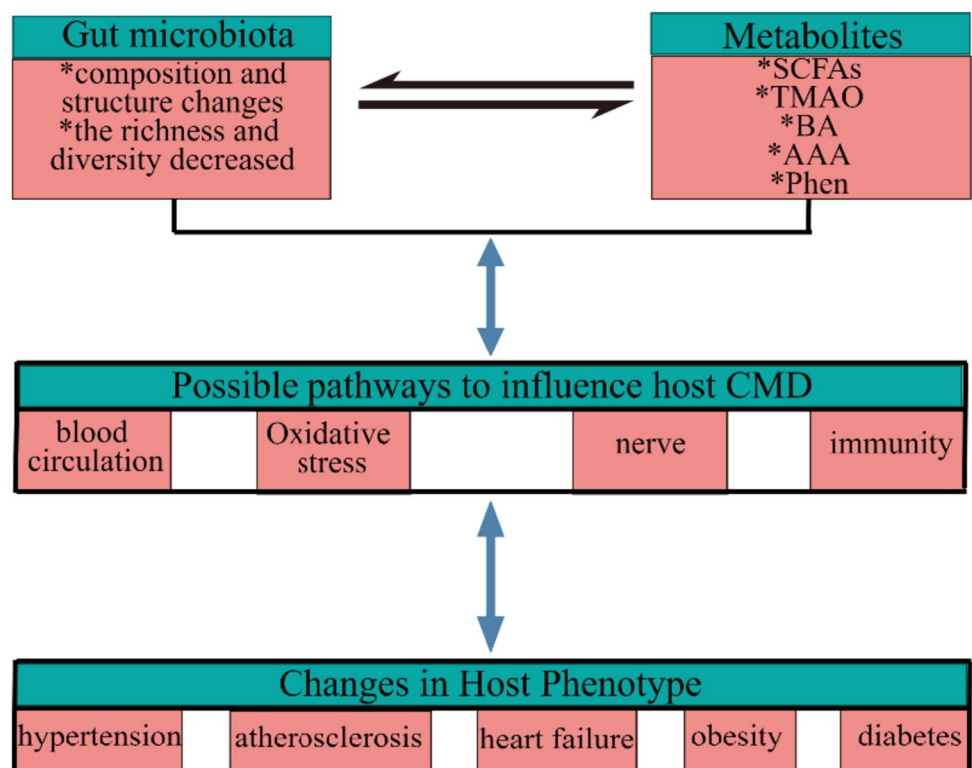 Gut microbiota
*composition and
structure changes
*the richness and
diversity decreased
Metabolites
*SCFAs
*TMAO
*BA
*AAA
*Phen
Possible pathways to influence host CMD
blood
circulation
Oxidative
stress
nerve
immunity
Changes in Host Phenotype
hypertension
atherosclerosis
heart failure
obesity
diabetes